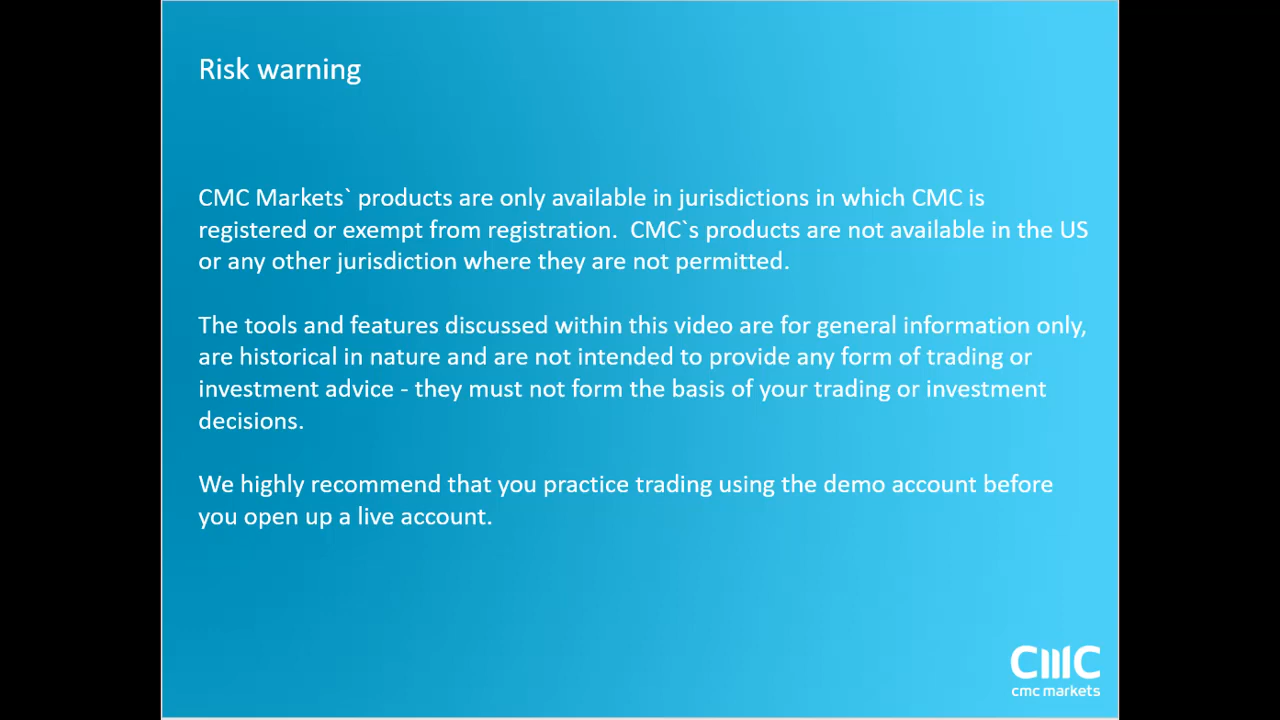 Risk warning
CMC Markets` products are only available in jurisdictions in which CMC is
registered or exempt from registration.  CMC`s products are not available in the US
or any other jurisdiction where they are not permitted.
The tools and features discussed within this video are for general information only,
are historical in nature and are not intended to provide any form of trading or
investment advice - they must not form the basis of your trading or investment
decisions.
We highly recommend that you practice trading using the demo account before
you open up a live account.
CMC
cmc markets